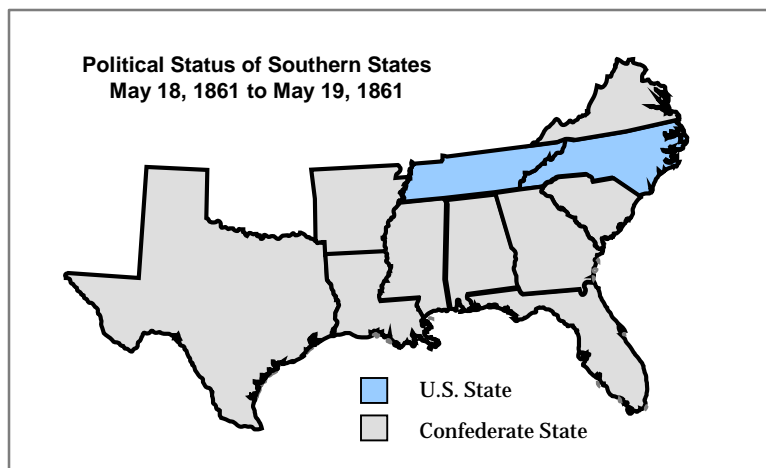 Political Status of Southern States
May 18, 1861 to May 19, 1861
U.S. State
Confederate State